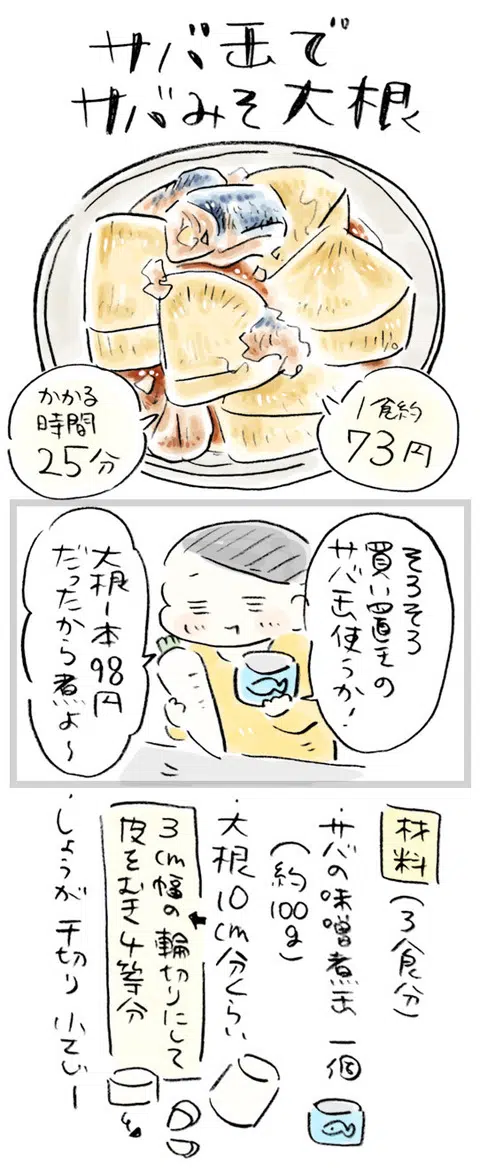 サバ缶で
サバみそ大根
かかる
時間
25分
1食約
73円
そろそろ
買い置きの
サバ缶使うか!
大根1本98円
だったから煮よ〜
材料(3食分)
・サバの味噌煮缶 一個
(約100g)
・大根10cm分くらい
3cm幅の輪切りにして
皮をむき4等分
・しょうが 千切り 小さじ1